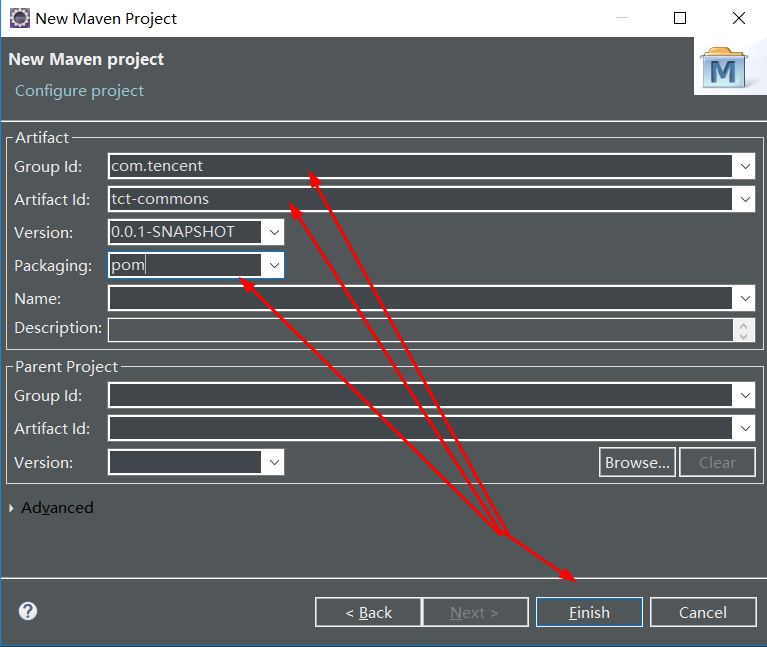 New Maven Project
New Maven project
Configure project
M
Artifact
Group Id: com.tencent
Artifact Id: tct-commons
Version: 0.0.1-SNAPSHOT
Packaging: pom
Name:
Description:
Parent Project
Group Id:
Artifact Id:
Version: Browse... Clear
Advanced
? < Back Next > Finish Cancel